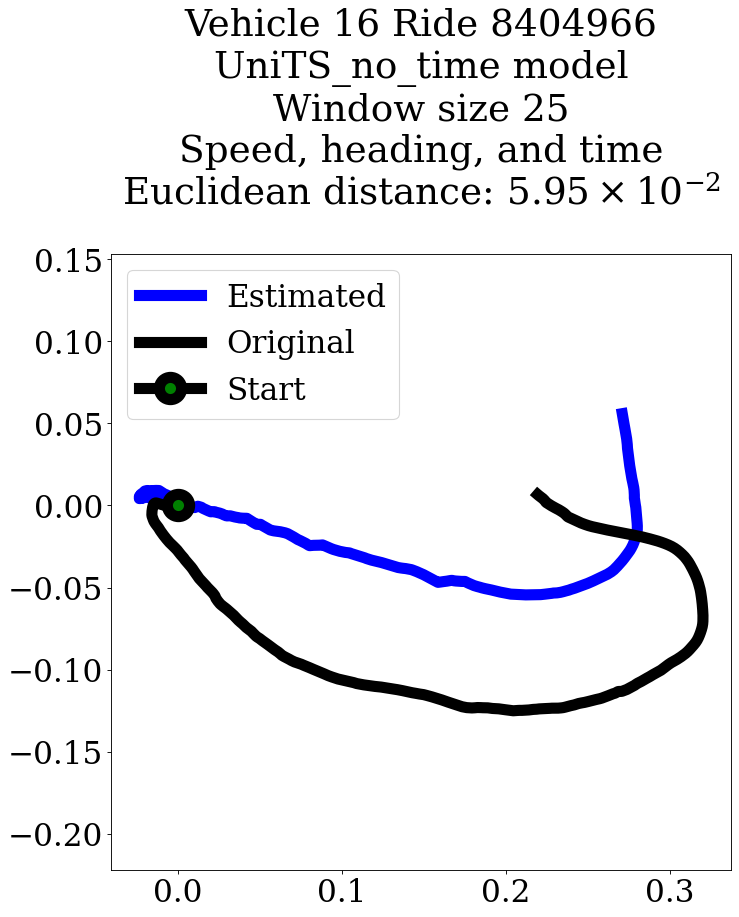 Vehicle 16 Ride 8404966
UniTS_no_time model
Window size 25
Speed, heading, and time
Euclidean distance: 5.95 × 10⁻²
0.15
Estimated
0.10
Original
Start
0.05
0.00
−0.05
−0.10
−0.15
−0.20
0.0 0.1 0.2 0.3